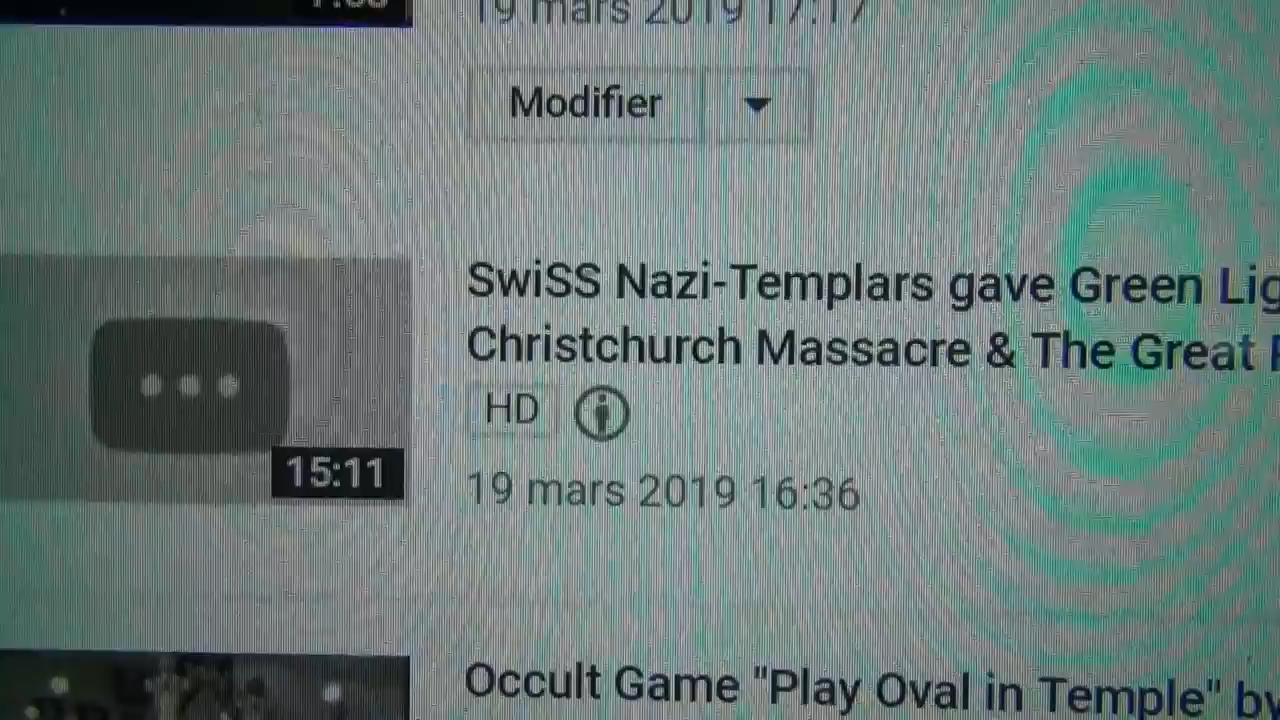 19 mars 2019 17:17
Modifier
SwiSS Nazi-Templars gave Green
Christchurch Massacre & The Great
HD
15:11
19 mars 2019 16:36
Occult Game "Play Oval in Temple" by